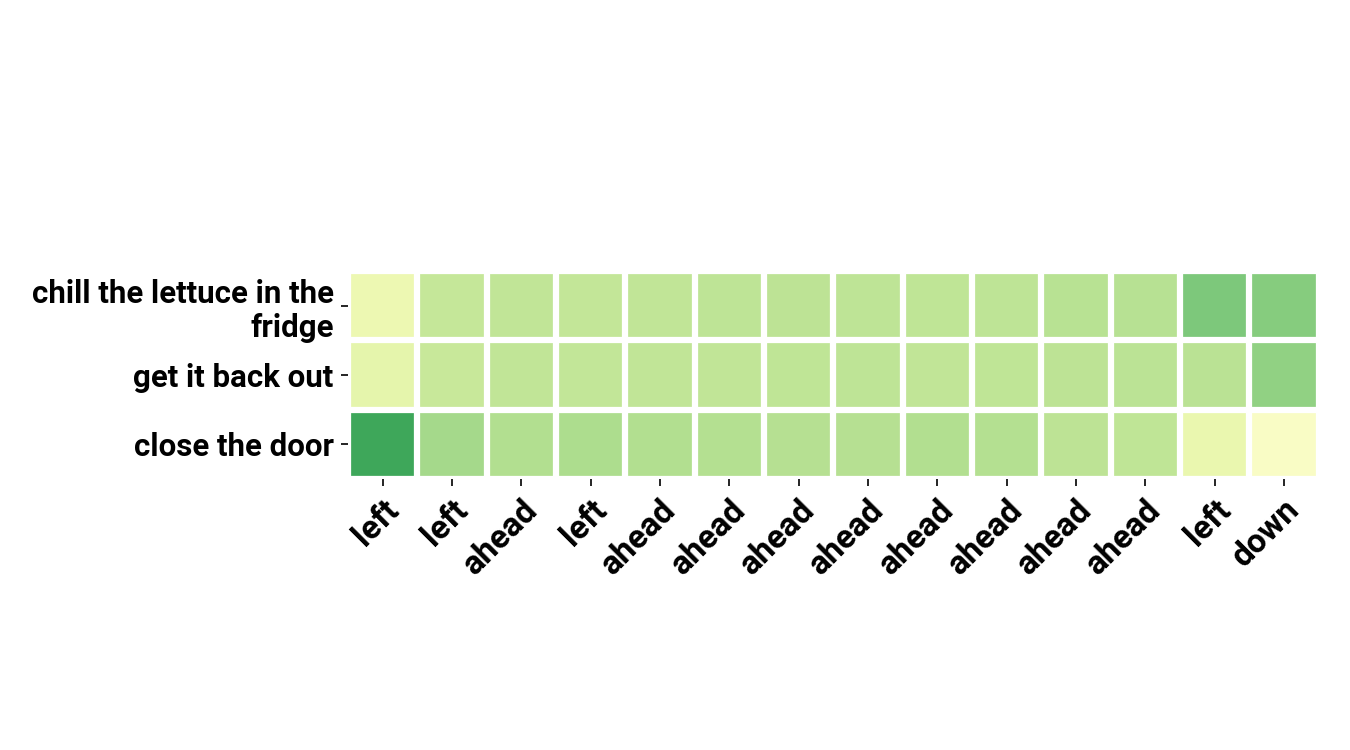 chill the lettuce in the
fridge
get it back out
close the door
left
left
ahead
left
ahead
ahead
ahead
ahead
ahead
ahead
ahead
ahead
left
down